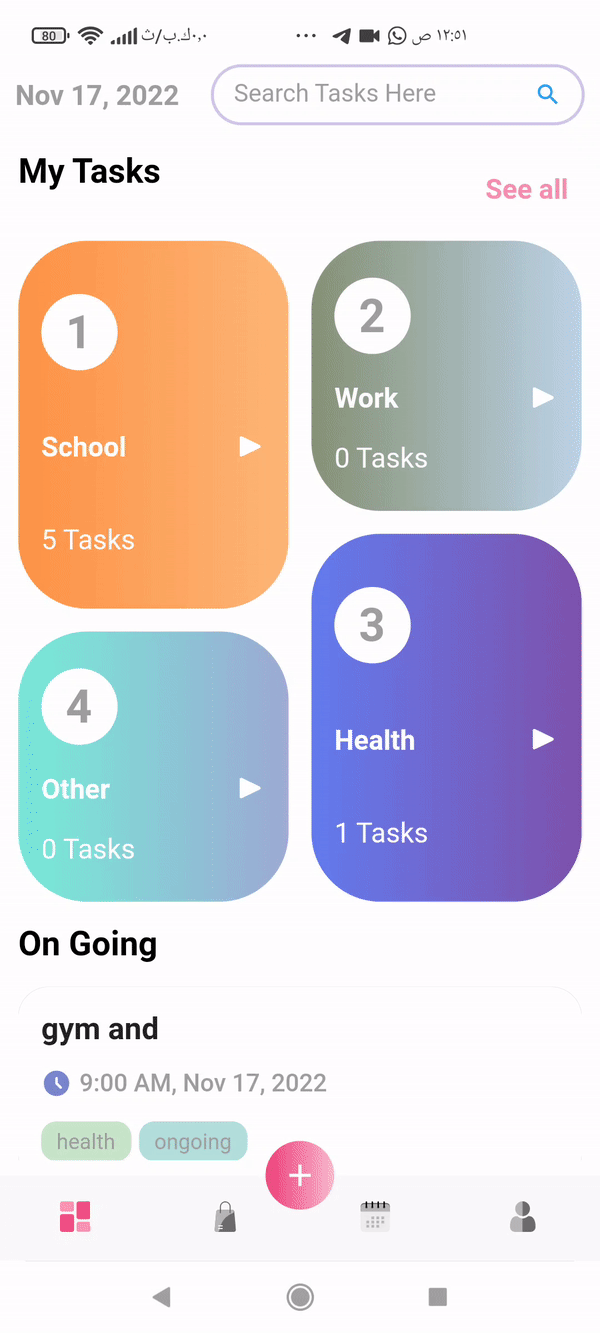 80 ٠٫٠ك.ب/ث ... ١٢:٥١ ص
Nov 17, 2022 Search Tasks Here
My Tasks
See all
1
School
5 Tasks
2
Work
0 Tasks
3
Health
1 Tasks
4
Other
0 Tasks
On Going
gym and
9:00 AM, Nov 17, 2022
health ongoing